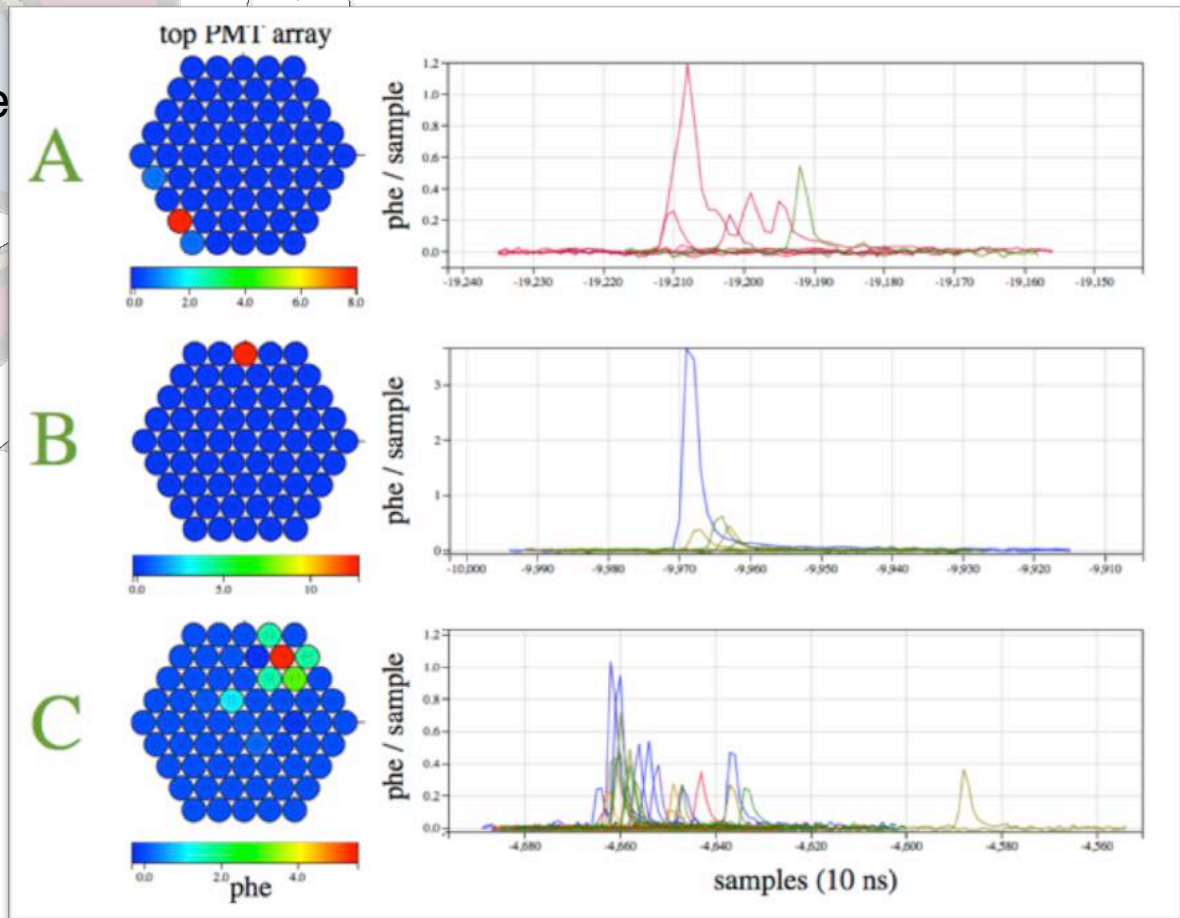 top PMT array
e
A
phe / sample
1.2
1.0
0.8
0.6
0.4
0.2
0.0
-19,240 -19,230 -19,220 -19,210 -19,200 -19,190 -19,180 -19,170 -19,160 -19,150
0.0 2.0 4.0 6.0 8.0
B
phe / sample
3
2
1
0
-10,000 -9,990 -9,980 -9,970 -9,960 -9,950 -9,940 -9,930 -9,920 -9,910
0.0 5.0 10
C
phe / sample
1.2
1.0
0.8
0.6
0.4
0.2
0.0
-4,680 -4,660 -4,640 -4,620 -4,600 -4,580 -4,560
0.0 2.0 4.0
phe
samples (10 ns)